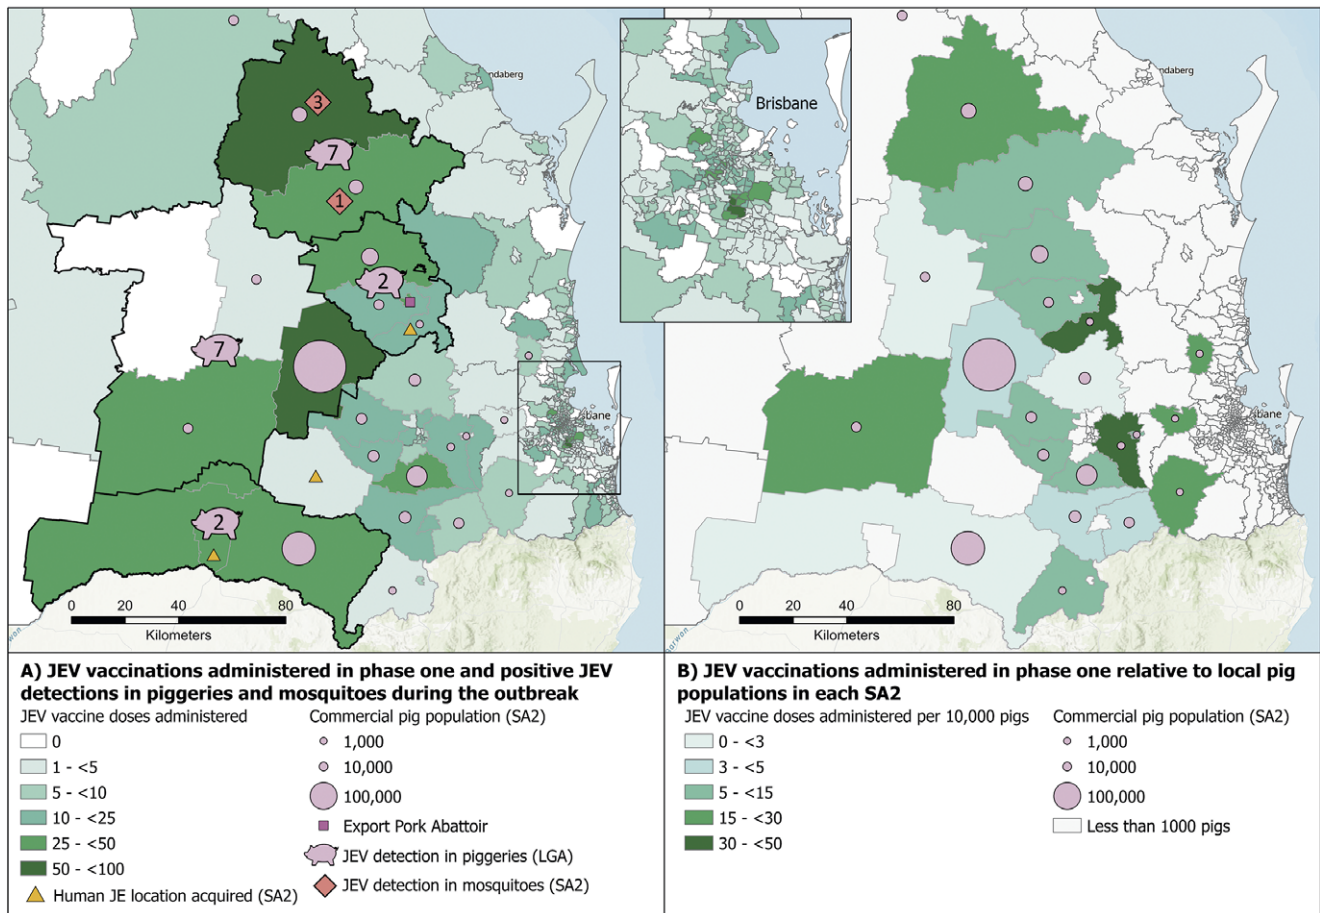 ndaberg
Brisbane
ndaberg
3
7
1
2
7
bane
bane
2
0 20 40 80
Kilometers
0 20 40 80
Kilometers
A) JEV vaccinations administered in phase one and positive JEV
detections in piggeries and mosquitoes during the outbreak
JEV vaccine doses administered
0
1 - <5
5 - <10
10 - <25
25 - <50
50 - <100
Human JE location acquired (SA2)
Commercial pig population (SA2)
1,000
10,000
100,000
Export Pork Abattoir
JEV detection in piggeries (LGA)
JEV detection in mosquitoes (SA2)
B) JEV vaccinations administered in phase one relative to local pig
populations in each SA2
JEV vaccine doses administered per 10,000 pigs
0 - <3
3 - <5
5 - <15
15 - <30
30 - <50
Commercial pig population (SA2)
1,000
10,000
100,000
Less than 1000 pigs